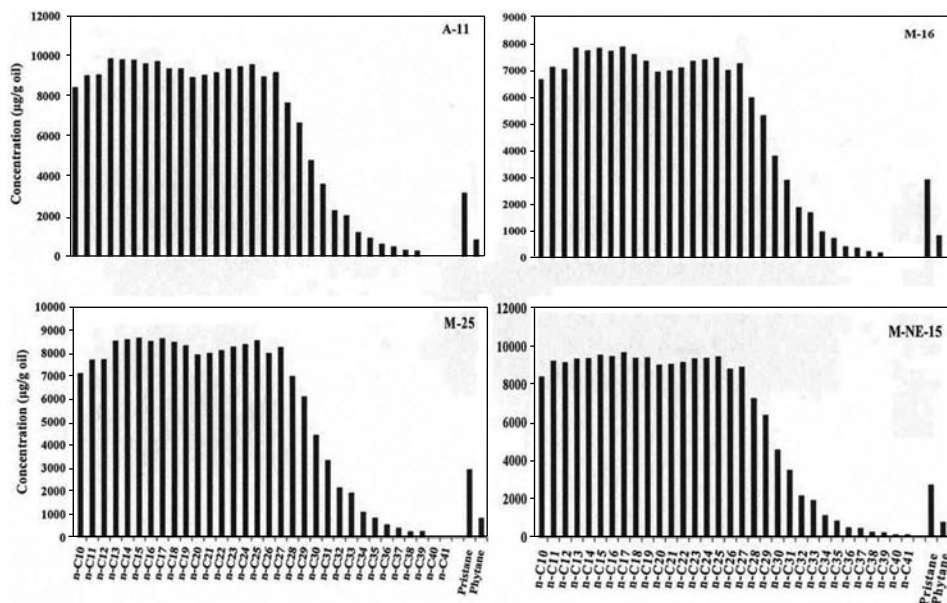 A-11
Concentration (µg/g oil)
12000
10000
8000
6000
4000
2000
0
M-16
9000
8000
7000
6000
5000
4000
3000
2000
1000
0
M-25
Concentration (µg/g oil)
10000
9000
8000
7000
6000
5000
4000
3000
2000
1000
0
n-C10
n-C11
n-C12
n-C13
n-C14
n-C15
n-C16
n-C17
n-C18
n-C19
n-C20
n-C21
n-C22
n-C23
n-C24
n-C25
n-C26
n-C27
n-C28
n-C29
n-C30
n-C31
n-C32
n-C33
n-C34
n-C35
n-C36
n-C37
n-C38
n-C39
n-C40
n-C41
Pristane
Phytane
M-NE-15
12000
10000
8000
6000
4000
2000
0
n-C10
n-C11
n-C12
n-C13
n-C14
n-C15
n-C16
n-C17
n-C18
n-C19
n-C20
n-C21
n-C22
n-C23
n-C24
n-C25
n-C26
n-C27
n-C28
n-C29
n-C30
n-C31
n-C32
n-C33
n-C34
n-C35
n-C36
n-C37
n-C38
n-C39
n-C40
n-C41
Pristane
Phytane